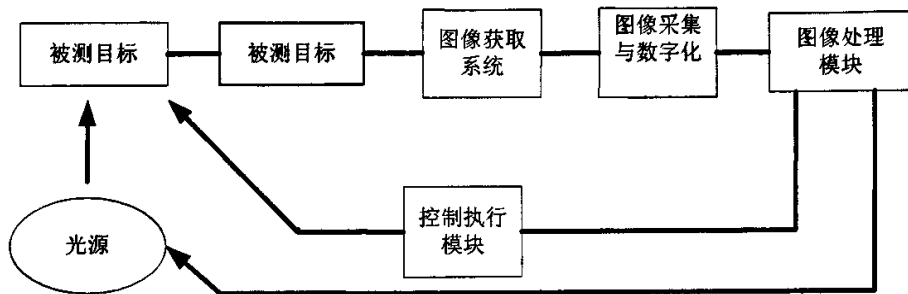 被测目标
被测目标
图像获取
系统
图像采集
与数字化
图像处理
模块
控制执行
模块
光源